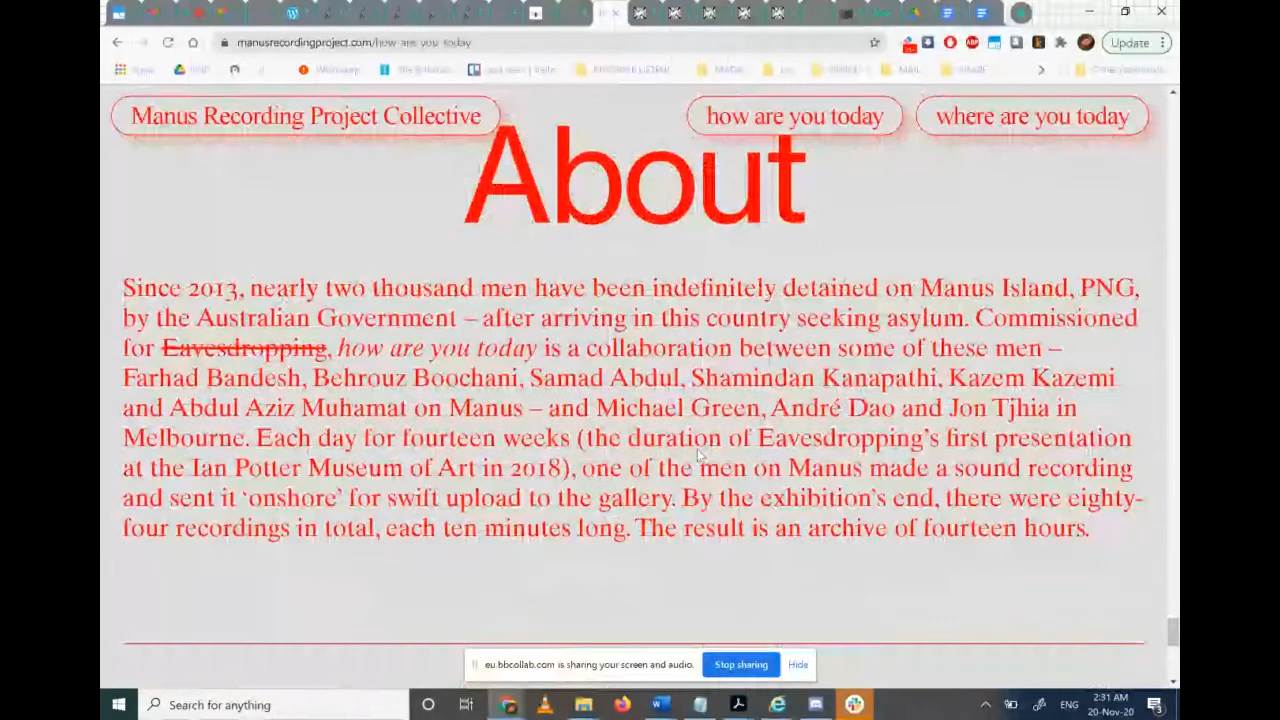 manusrecordingproject.com/how-are-you-today
Update
Manus Recording Project Collective
how are you today
where are you today
About
Since 2013, nearly two thousand men have been indefinitely detained on Manus Island, PNG,
by the Australian Government – after arriving in this country seeking asylum. Commissioned
for Eavesdropping, how are you today is a collaboration between some of these men –
Farhad Bandesh, Behrouz Boochani, Samad Abdul, Shamindan Kanapathi, Kazem Kazemi
and Abdul Aziz Muhamat on Manus – and Michael Green, André Dao and Jon Tjhia in
Melbourne. Each day for fourteen weeks (the duration of Eavesdropping's first presentation
at the Ian Potter Museum of Art in 2018), one of the men on Manus made a sound recording
and sent it ‘onshore’ for swift upload to the gallery. By the exhibition's end, there were eighty-
four recordings in total, each ten minutes long. The result is an archive of fourteen hours.
eu.bbcollab.com is sharing your screen and audio.
Stop sharing
Hide
Search for anything
ENG
2:31 AM
20-Nov-20